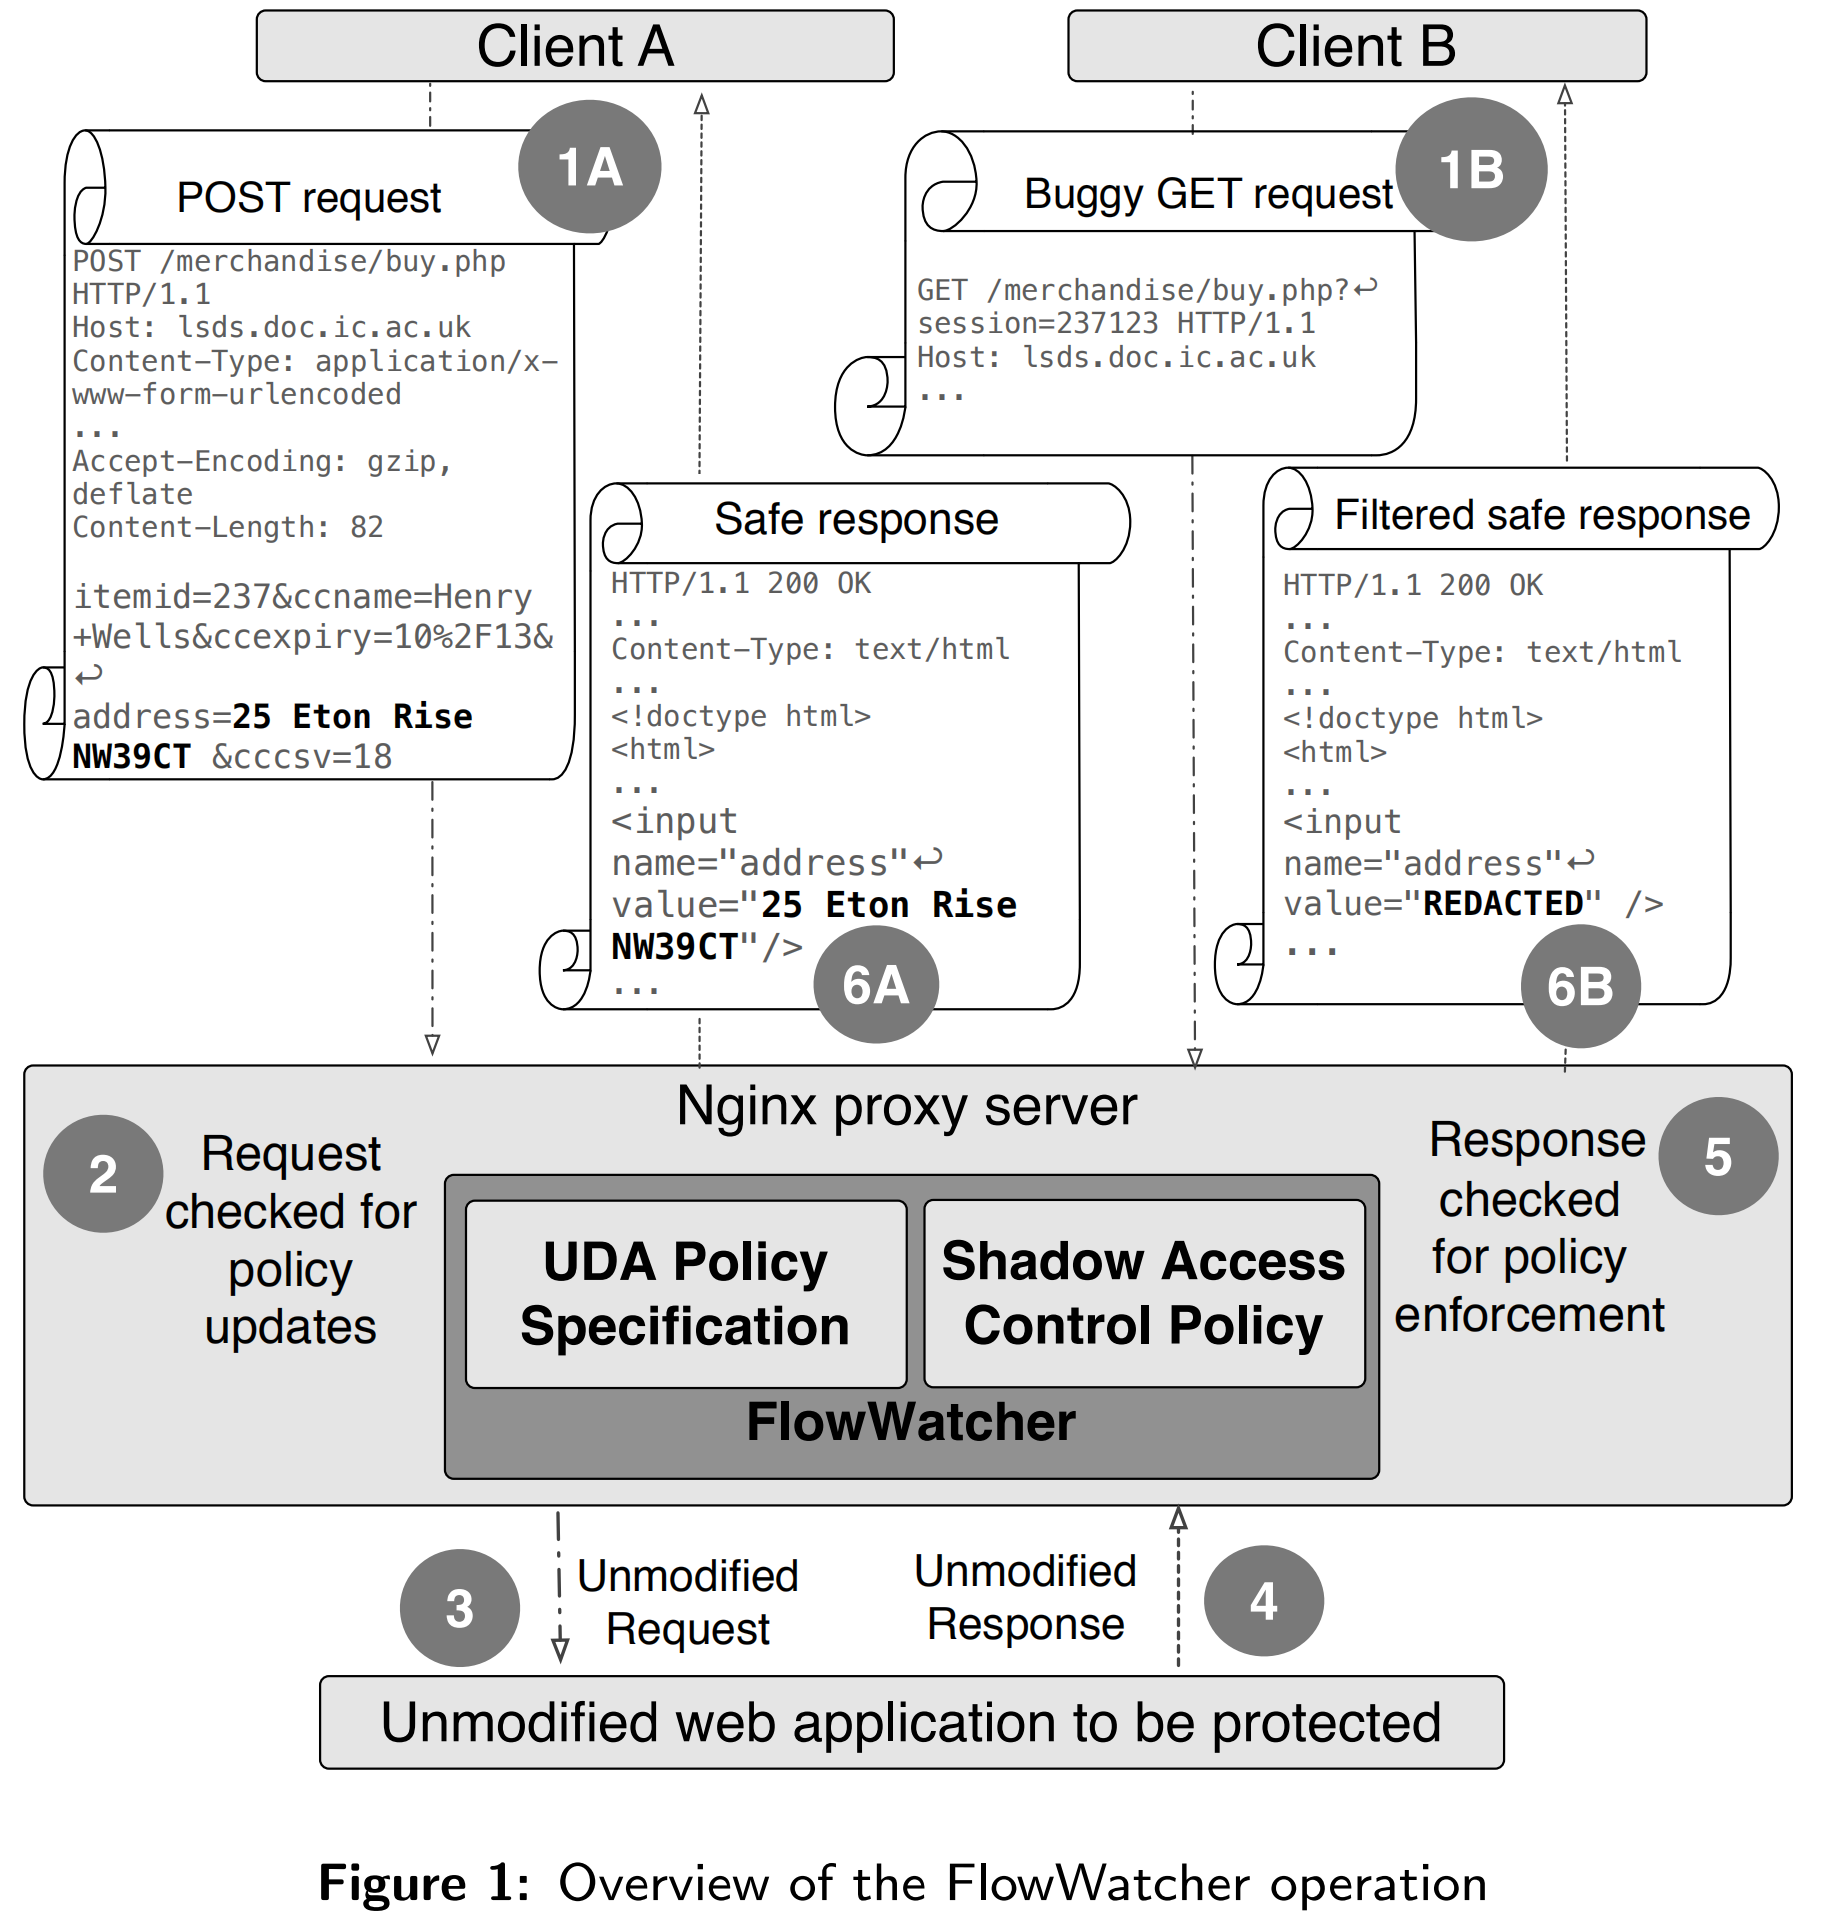 Client A
Client B
1A
POST request
POST /merchandise/buy.php
HTTP/1.1
Host: lsds.doc.ic.ac.uk
Content-Type: application/x-
www-form-urlencoded
...
Accept-Encoding: gzip,
deflate
Content-Length: 82
itemid=237&ccname=Henry
+Wells&ccexpiry=10%2F13&
↩
address=25 Eton Rise
NW39CT &cccsv=18
1B
Buggy GET request
GET /merchandise/buy.php?↩
session=237123 HTTP/1.1
Host: lsds.doc.ic.ac.uk
...
Safe response
HTTP/1.1 200 OK
...
Content-Type: text/html
...
<!doctype html>
<html>
...
<input
name="address"↩
value="25 Eton Rise
NW39CT"/>
...
6A
Filtered safe response
HTTP/1.1 200 OK
...
Content-Type: text/html
...
<!doctype html>
<html>
...
<input
name="address"↩
value="REDACTED" />
...
6B
Nginx proxy server
2
Request
checked for
policy
updates
UDA Policy
Specification
Shadow Access
Control Policy
FlowWatcher
Response
checked
for policy
enforcement
5
3
Unmodified
Request
Unmodified
Response
4
Unmodified web application to be protected
Figure 1: Overview of the FlowWatcher operation